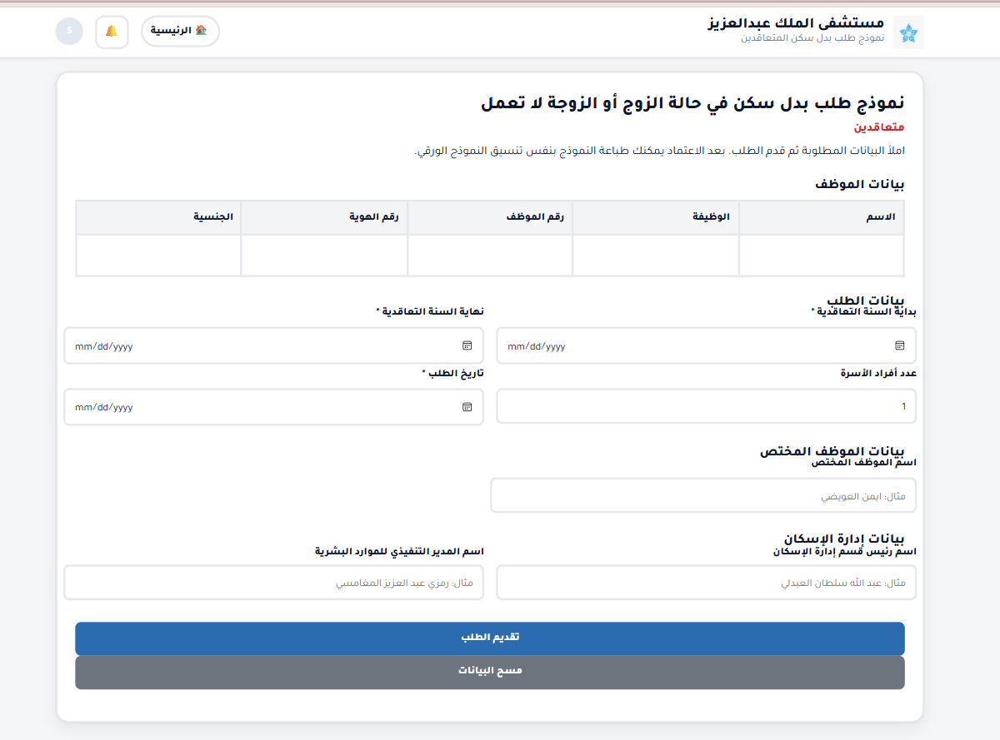 مستشفى الملك عبدالعزيز
نموذج طلب بدل سكن المتعاقدين
الرئيسية
S
نموذج طلب بدل سكن في حالة الزوج أو الزوجة لا تعمل
متعاقدين
املأ البيانات المطلوبة ثم قدم الطلب. بعد الاعتماد يمكنك طباعة النموذج بنفس تنسيق النموذج الورقي.
بيانات الموظف
الاسم الوظيفة رقم الموظف رقم الهوية الجنسية
بيانات الطلب
بداية السنة التعاقدية * نهاية السنة التعاقدية *
mm/dd/yyyy mm/dd/yyyy
عدد أفراد الأسرة تاريخ الطلب *
1 mm/dd/yyyy
بيانات الموظف المختص
اسم الموظف المختص
مثال: ايمن العويضي
بيانات إدارة الإسكان
اسم رئيس قسم إدارة الإسكان اسم المدير التنفيذي للموارد البشرية
مثال: عبد الله سلطان العبدلي مثال: رمزي عبد العزيز المغامسي
تقديم الطلب
مسح البيانات